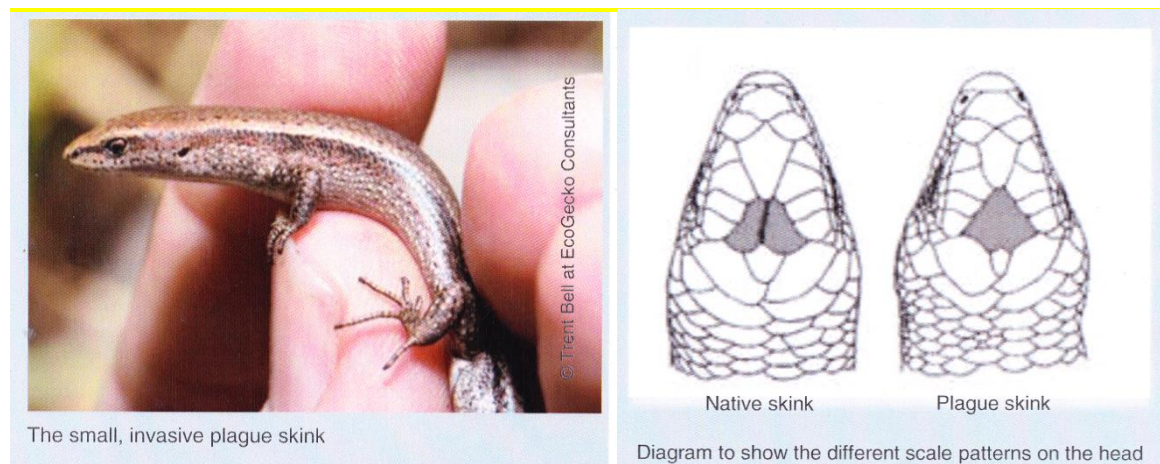 © Trent Bell at EcoGecko Consultants
The small, invasive plague skink
Native skink
Plague skink
Diagram to show the different scale patterns on the head